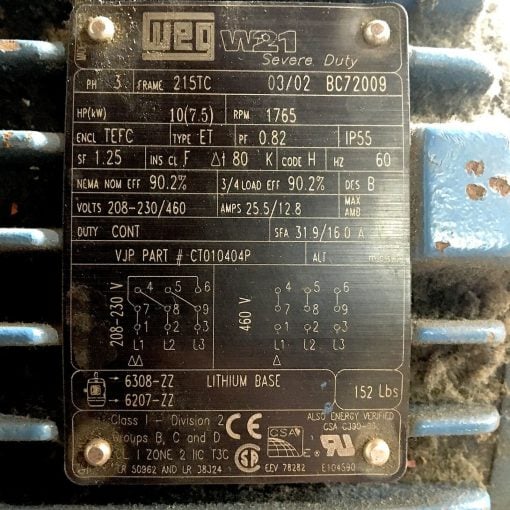 WEG W21
Severe Duty
PH 3 FRAME 215TC 03/02 BC72009
HP(kW) 10(7.5) RPM 1765
ENCL TEFC TYPE ET PF 0.82 IP55
SF 1.25 INS CL F Δt 80 K CODE H HZ 60
NEMA NOM EFF 90.2% 3/4 LOAD EFF 90.2% DES B
VOLTS 208-230/460 AMPS 25.5/12.8 MAX AMB
DUTY CONT SFA 31.9/16.0 A
VJP PART # CT010404P ALT
208-230 V 460 V
4 5 6 4 5 6
7 8 9 7 8 9
1 2 3 1 2 3
L1 L2 L3 L1 L2 L3
ΔΔ Δ
6308-ZZ LITHIUM BASE
6207-ZZ 152 Lbs
Class I - Division 2 CE ALSO ENERGY VERIFIED
Groups B, C and D CSA
CL I ZONE 2 IIC T3C
AND LR 38324 EEV 78282 E104590